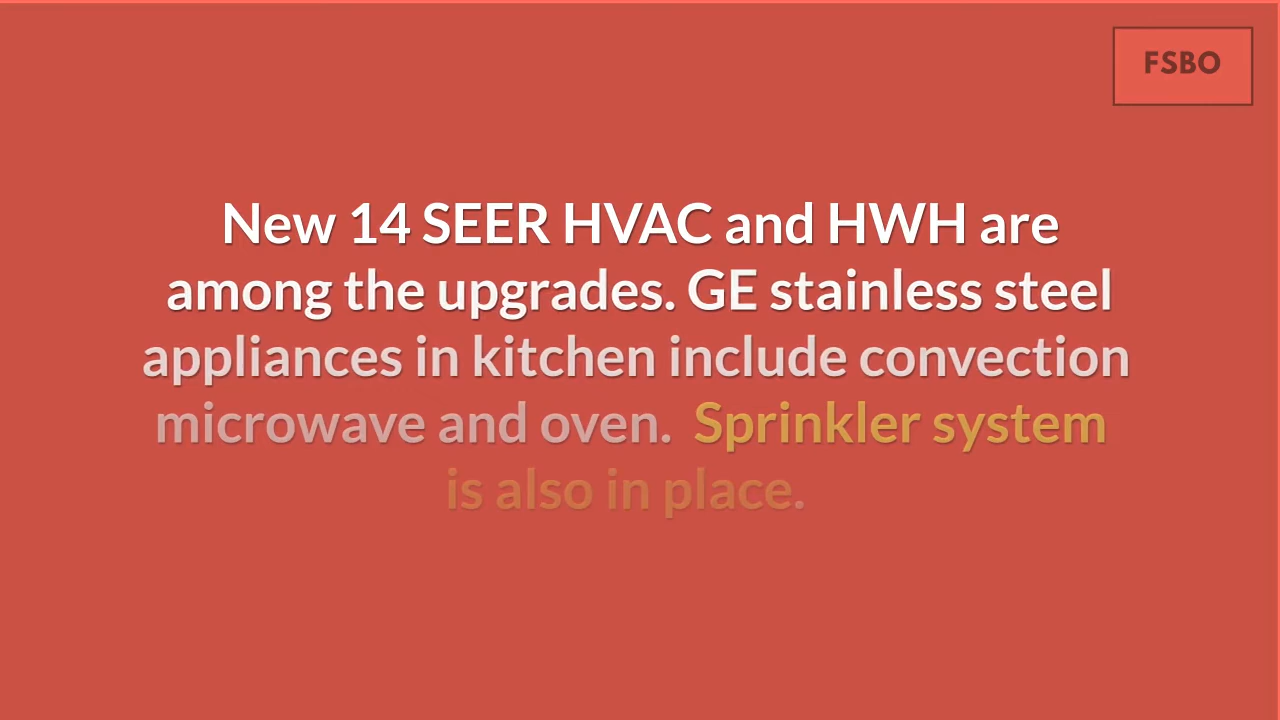 FSBO
New 14 SEER HVAC and HWH are
among the upgrades. GE stainless steel
appliances in kitchen include convection
microwave and oven.  Sprinkler system
is also in place.